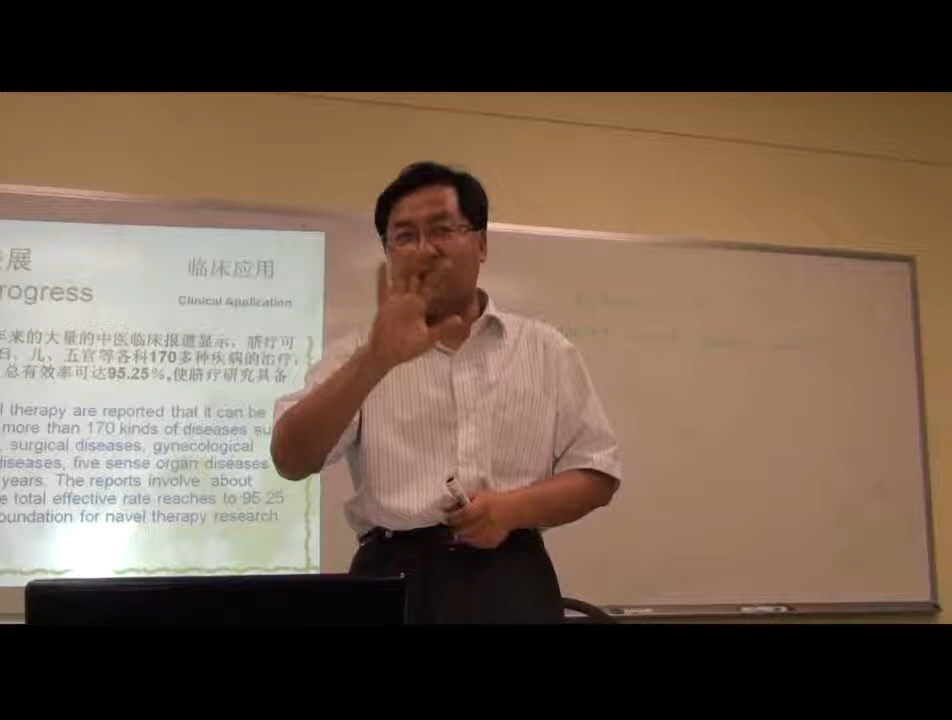 展
临床应用
rogress
Clinical Application
年来的大量的中医临床报道显示，脐疗可
、儿、五官等各科170多种疾病的治疗，
总有效率可达95.25%,使脐疗研究具备
l therapy are reported that it can be
more than 170 kinds of diseases su
, surgical diseases, gynecological
diseases, five sense organ diseases
years. The reports involve about
e total effective rate reaches to 95.25
oundation for navel therapy research